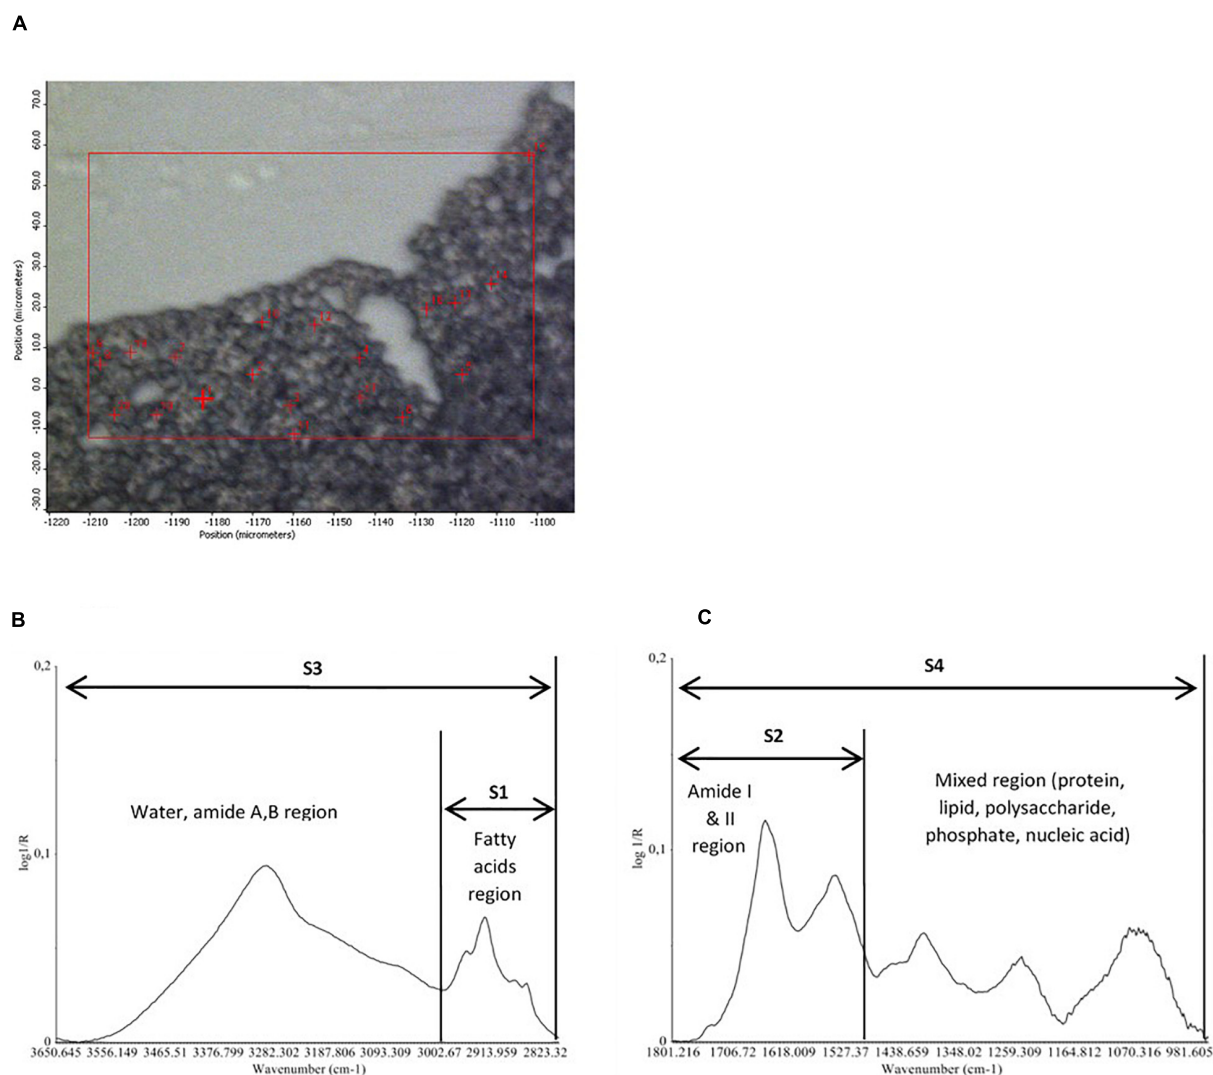 A
70.0
60.0
50.0
40.0
30.0
20.0
10.0
0.0
-10.0
-20.0
-30.0
Position (micrometers)
-1220 -1210 -1200 -1190 -1180 -1170 -1160 -1150 -1140 -1130 -1120 -1110 -1100
Position (micrometers)
B
0,2
S3
S1
Water, amide A,B region
Fatty
acids
region
log1/R
0,1
0
3650.645 3556.149 3465.51 3376.799 3282.302 3187.806 3093.309 3002.67 2913.959 2823.32
Wavenumber (cm-1)
C
0,2
S4
S2
Amide I
& II
region
Mixed region (protein,
lipid, polysaccharide,
phosphate, nucleic acid)
log 1/R
0,1
0
1801.216 1706.72 1618.009 1527.37 1438.659 1348.02 1259.309 1164.812 1070.316 981.605
Wavenumber (cm-1)